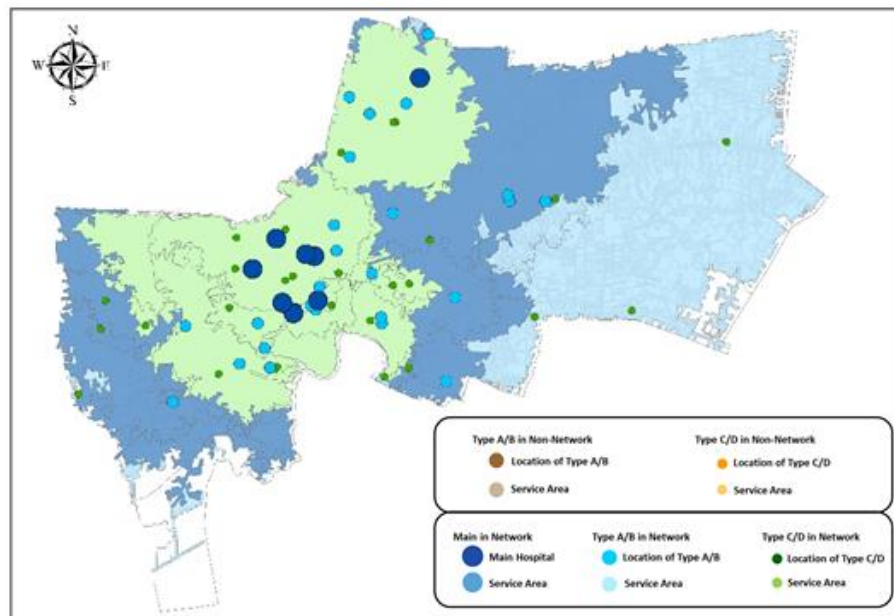 N
W E
S
Type A/B in Non-Network Type C/D in Non-Network
Location of Type A/B Location of Type C/D
Service Area Service Area
Main in Network Type A/B in Network Type C/D in Network
Main Hospital Location of Type A/B Location of Type C/D
Service Area Service Area Service Area